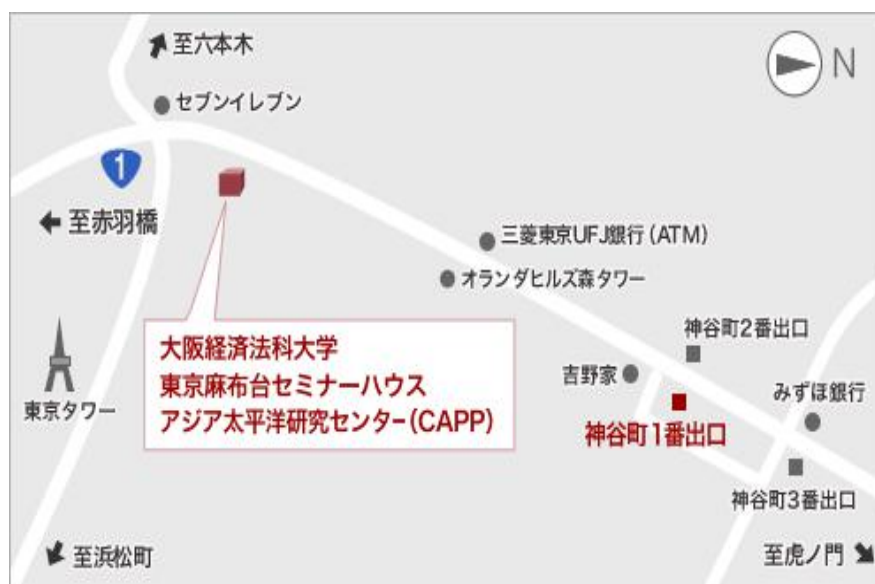 至六本木
N
セブンイレブン
1
至赤羽橋
三菱東京UFJ銀行(ATM)
オランダヒルズ森タワー
大阪経済法科大学
東京麻布台セミナーハウス
アジア太平洋研究センター(CAPP)
神谷町2番出口
吉野家
みずほ銀行
東京タワー
神谷町1番出口
神谷町3番出口
至浜松町
至虎ノ門